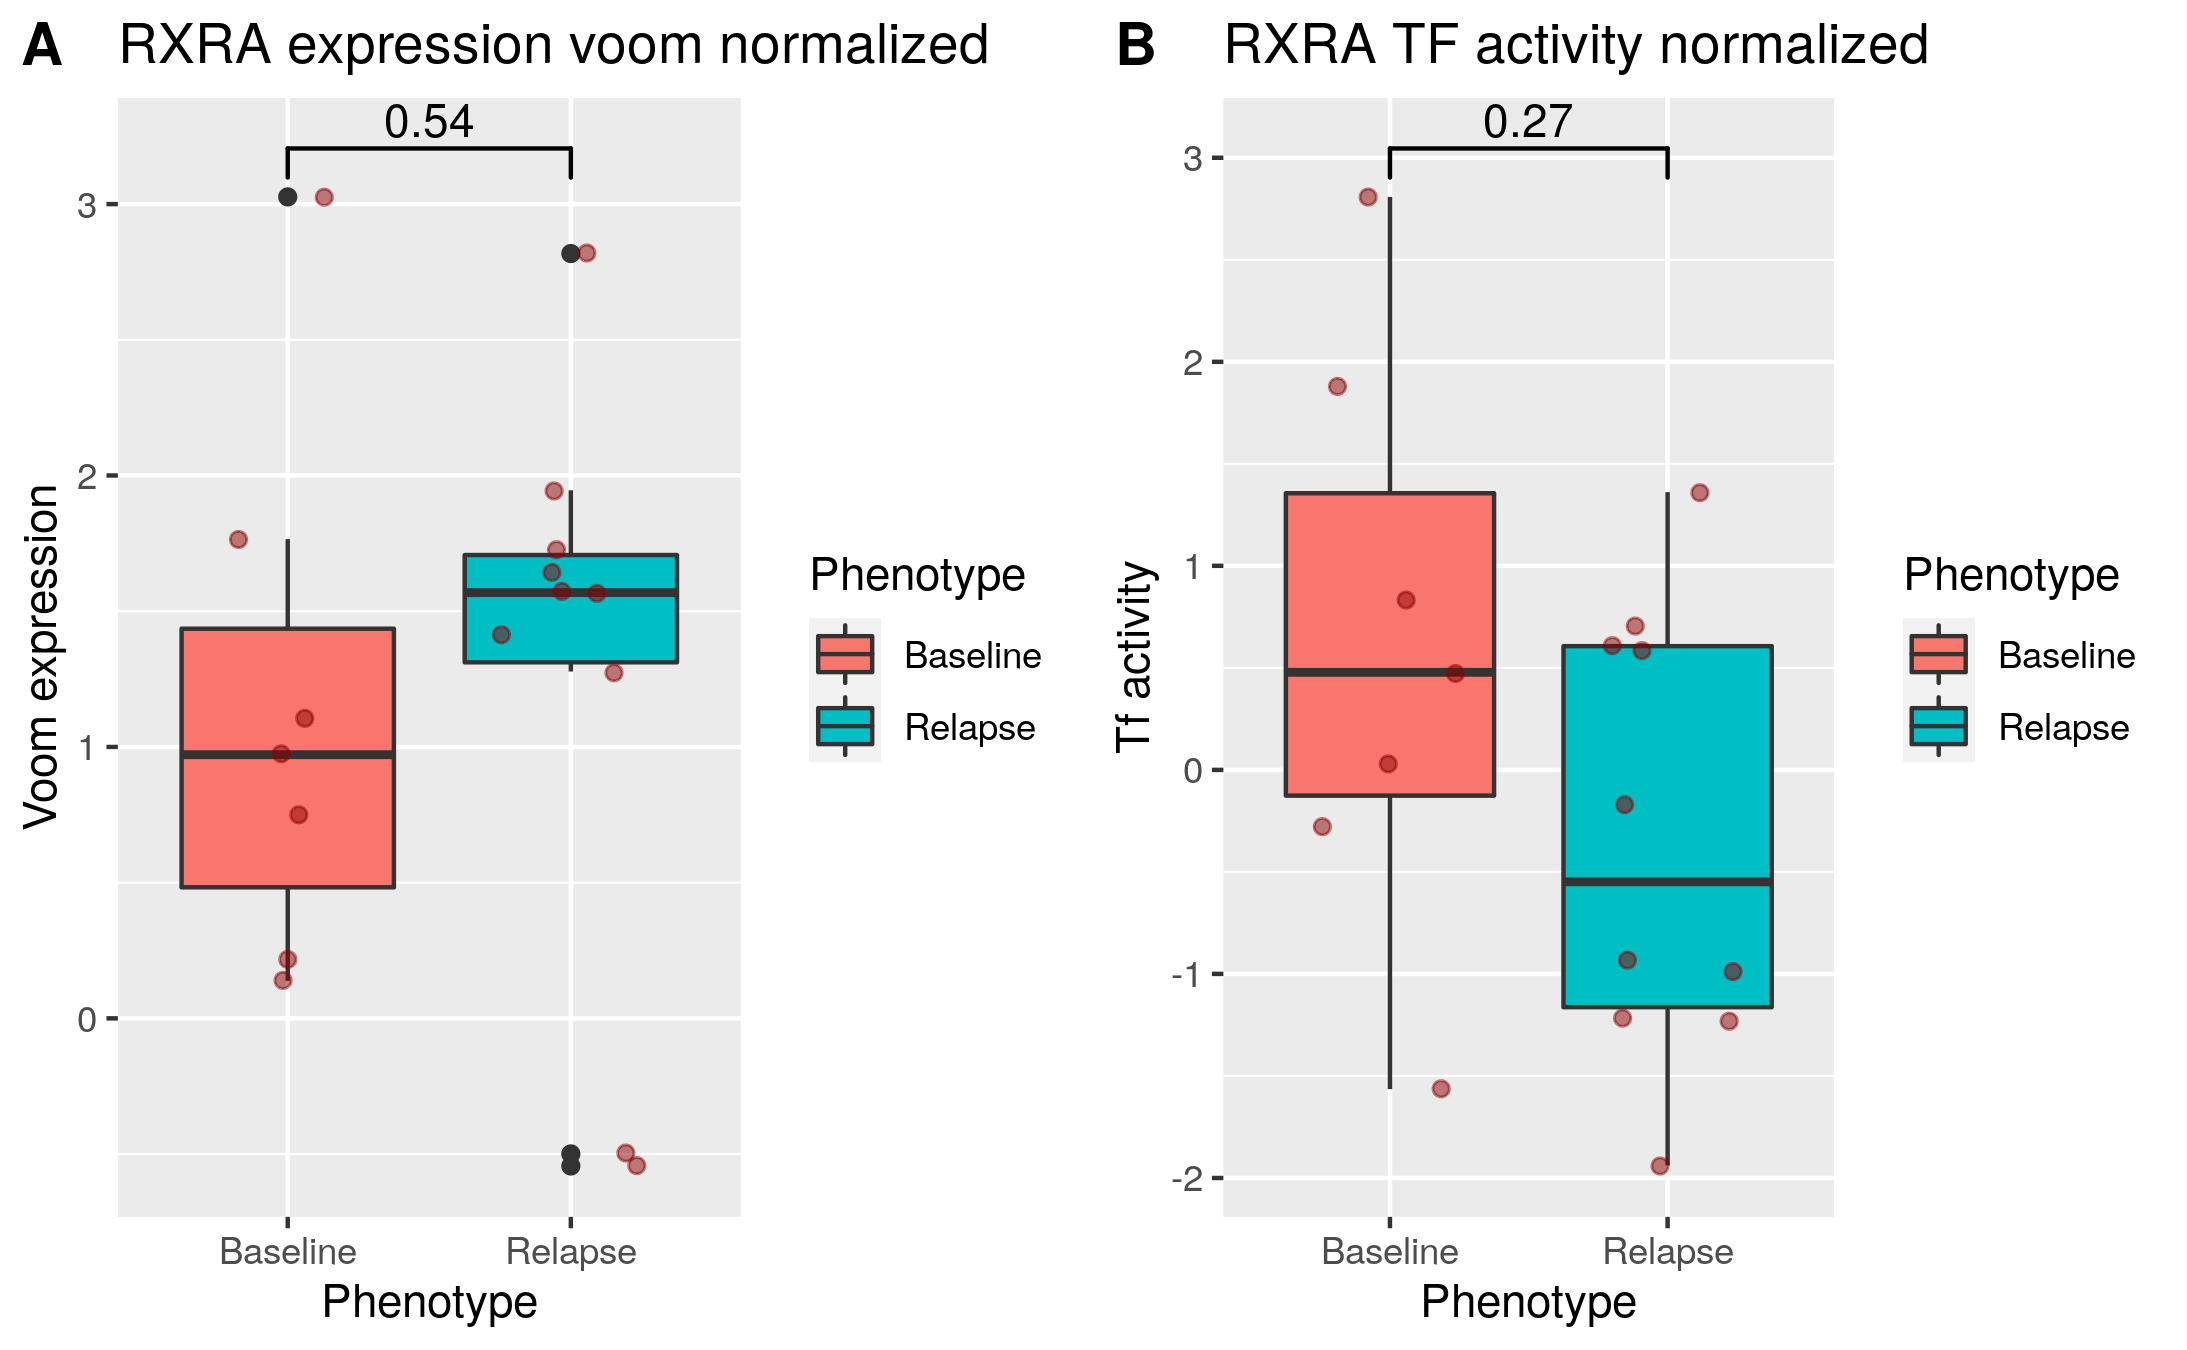 A RXRA expression voom normalized
0.54
3
2
1
0
Voom expression
Baseline Relapse
Phenotype
Phenotype
Baseline
Relapse
B RXRA TF activity normalized
0.27
3
2
1
0
-1
-2
Tf activity
Baseline Relapse
Phenotype
Phenotype
Baseline
Relapse